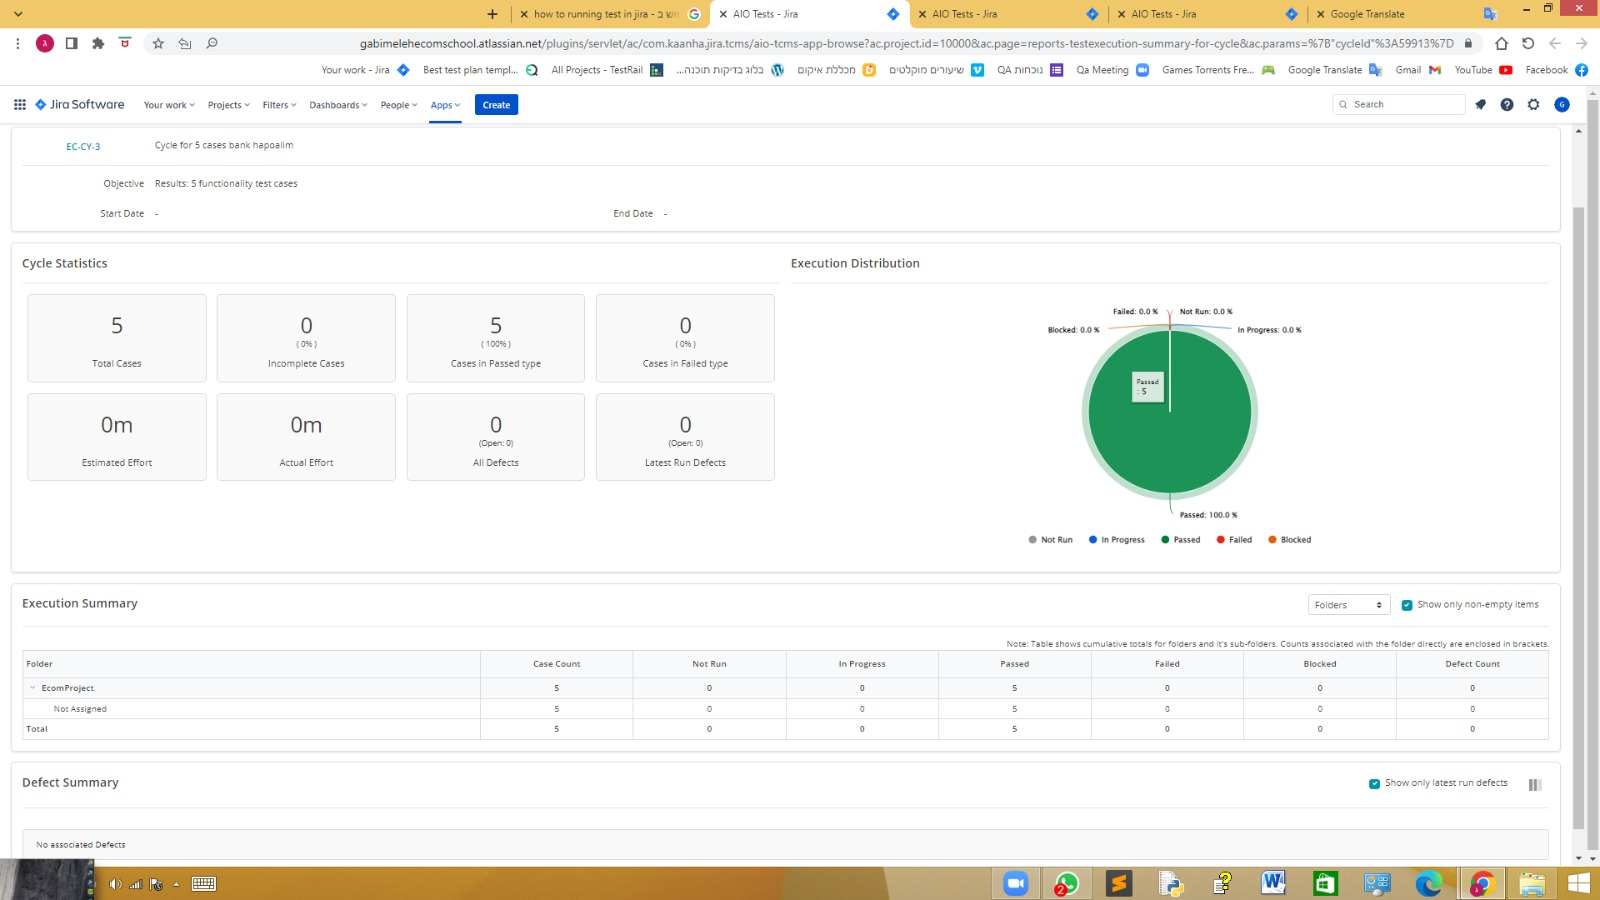 how to running test in jira - חיפוש ב
AIO Tests - Jira
AIO Tests - Jira
AIO Tests - Jira
Google Translate
gabimelehecomschool.atlassian.net/plugins/servlet/ac/com.kaanha.jira.tcms/aio-tcms-app-browse?ac.project.id=10000&ac.page=reports-testexecution-summary-for-cycle&ac.params=%7B"cycleId"%3A59913%7D
Your work - Jira
Best test plan templ...
All Projects - TestRail
בלוג בדיקות תוכנה...
מכללת איקום
שיעורים מוקלטים
נוכחות QA
Qa Meeting
Games Torrents Fre...
Google Translate
Gmail
YouTube
Facebook
Jira Software
Your work
Projects
Filters
Dashboards
People
Apps
Create
Search
G
EC-CY-3 Cycle for 5 cases bank hapoalim
Objective Results: 5 functionality test cases
Start Date -
End Date -
Cycle Statistics
5
Total Cases
0
( 0% )
Incomplete Cases
5
( 100% )
Cases in Passed type
0
( 0% )
Cases in Failed type
0m
Estimated Effort
0m
Actual Effort
0
(Open: 0)
All Defects
0
(Open: 0)
Latest Run Defects
Execution Distribution
Failed: 0.0 %
Not Run: 0.0 %
Blocked: 0.0 %
In Progress: 0.0 %
Passed
: 5
Passed: 100.0 %
Not Run
In Progress
Passed
Failed
Blocked
Execution Summary
Folders
Show only non-empty items
Note: Table shows cumulative totals for folders and it's sub-folders. Counts associated with the folder directly are enclosed in brackets.
Folder Case Count Not Run In Progress Passed Failed Blocked Defect Count
EcomProject 5 0 0 5 0 0 0
Not Assigned 5 0 0 5 0 0 0
Total 5 0 0 5 0 0 0
Defect Summary
Show only latest run defects
No associated Defects
2